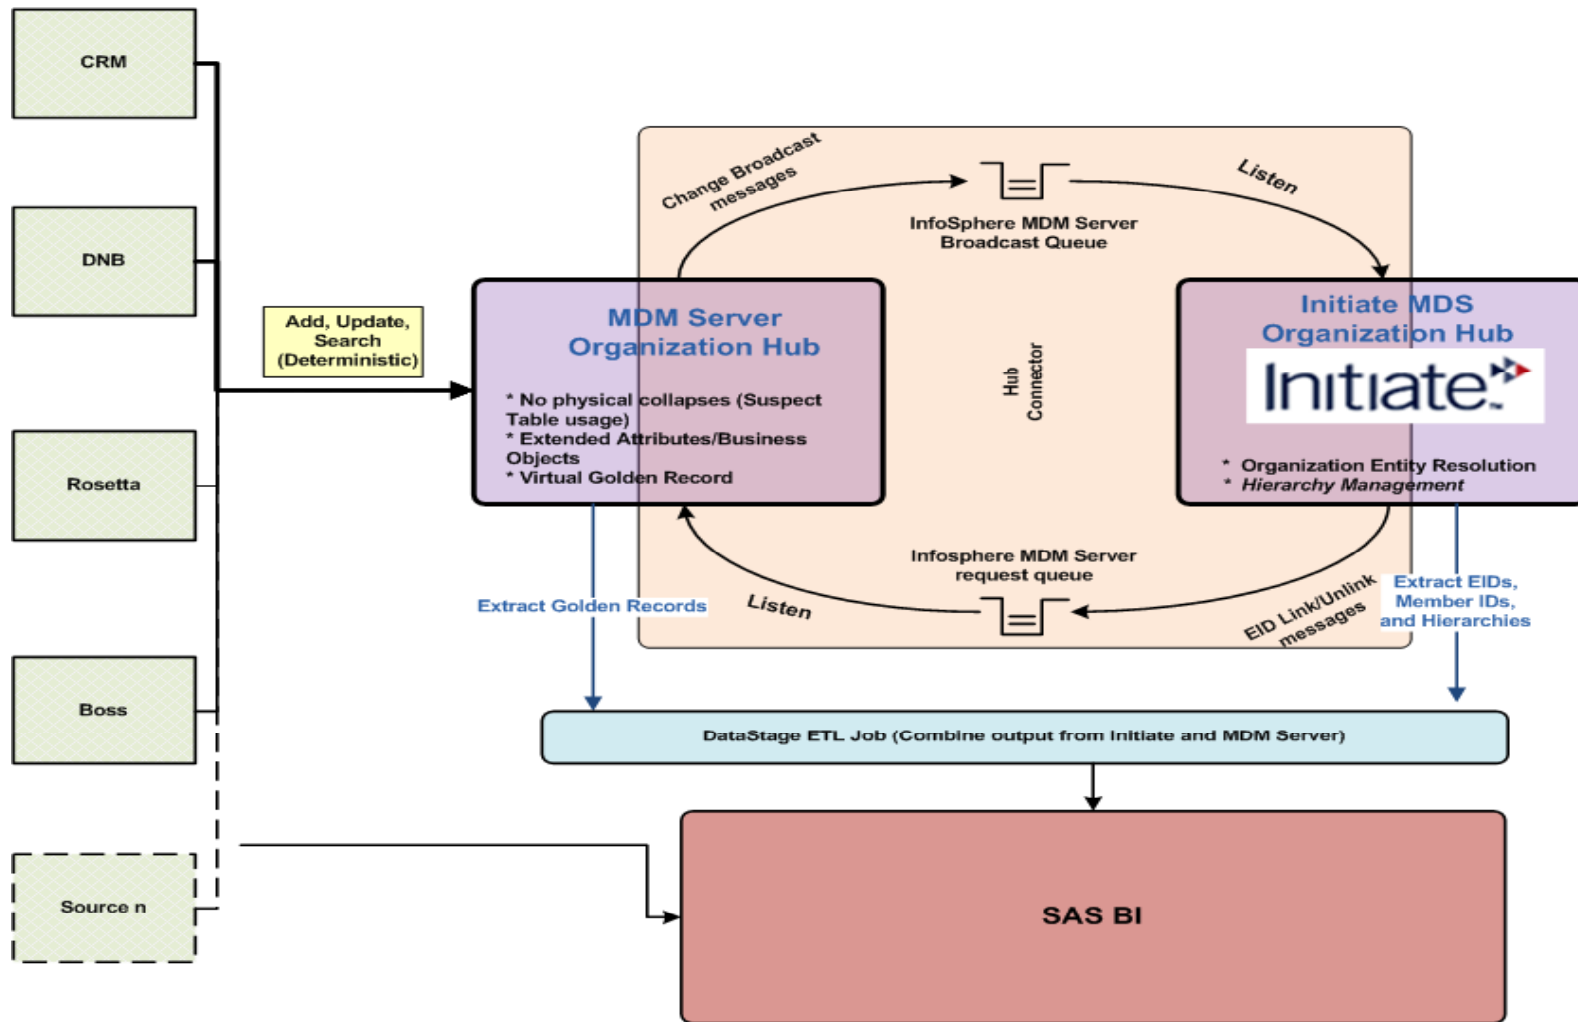 CRM
DNB
Rosetta
Boss
Source n
Add, Update,
Search
(Deterministic)
MDM Server
Organization Hub
* No physical collapses (Suspect
Table usage)
* Extended Attributes/Business
Objects
* Virtual Golden Record
Change Broadcast
messages
InfoSphere MDM Server
Broadcast Queue
Listen
Hub
Connector
Initiate MDS
Organization Hub
Initiate™
* Organization Entity Resolution
* Hierarchy Management
Infosphere MDM Server
request queue
Listen
EID Link/Unlink
messages
Extract Golden Records
Extract EIDs,
Member IDs,
and Hierarchies
DataStage ETL Job (Combine output from Initiate and MDM Server)
SAS BI